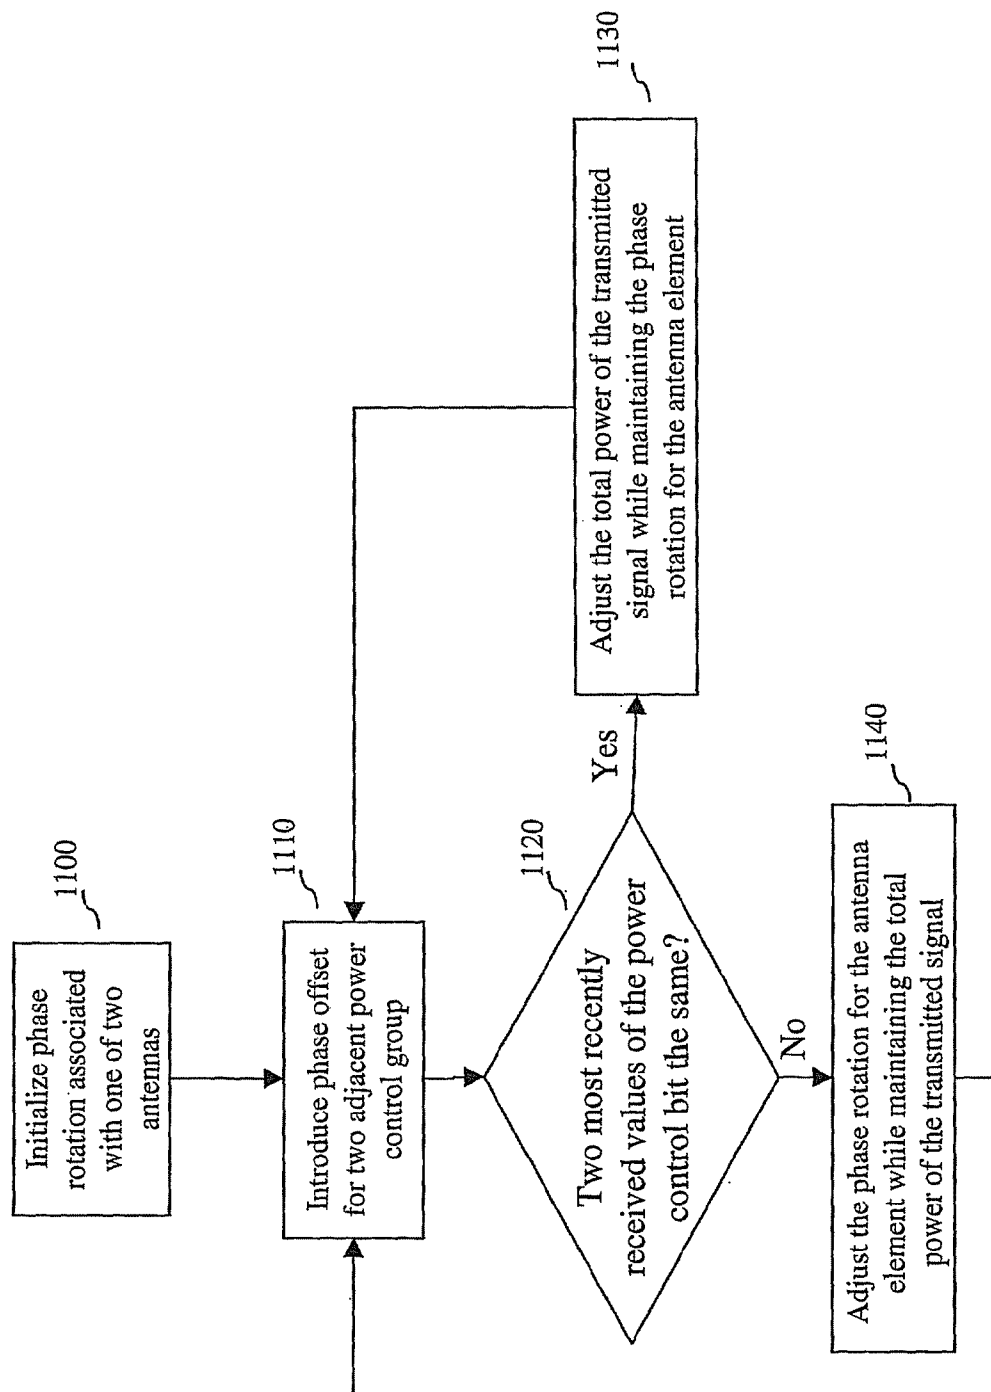 1100
Initialize phase
rotation associated
with one of two
antennas
1110
Introduce phase offset
for two adjacent power
control group
1120
Two most recently
received values of the power
control bit the same?
Yes
1130
Adjust the total power of the transmitted
signal while maintaining the phase
rotation for the antenna element
No
1140
Adjust the phase rotation for the antenna
element while maintaining the total
power of the transmitted signal